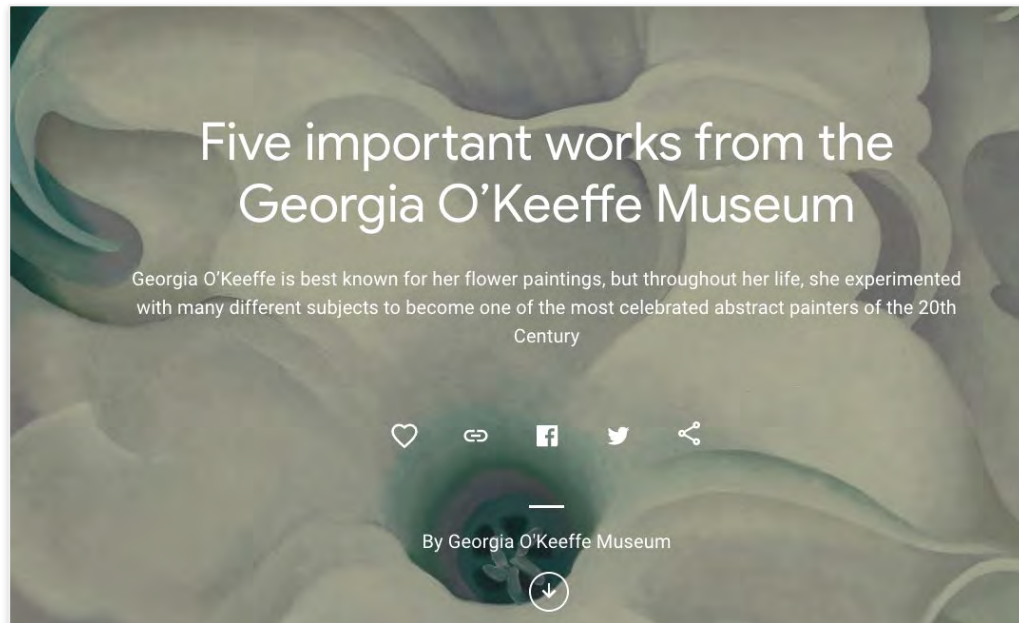 Five important works from the
Georgia O’Keeffe Museum
Georgia O’Keeffe is best known for her flower paintings, but throughout her life, she experimented
with many different subjects to become one of the most celebrated abstract painters of the 20th
Century
By Georgia O'Keeffe Museum